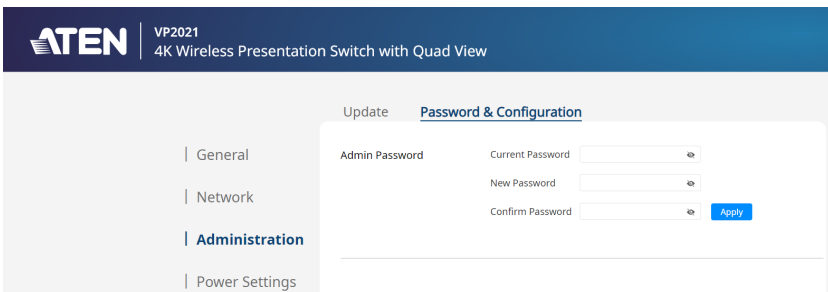 ATEN
VP2021
4K Wireless Presentation Switch with Quad View
Update Password & Configuration
General
Network
Administration
Power Settings
Admin Password
Current Password
New Password
Confirm Password Apply